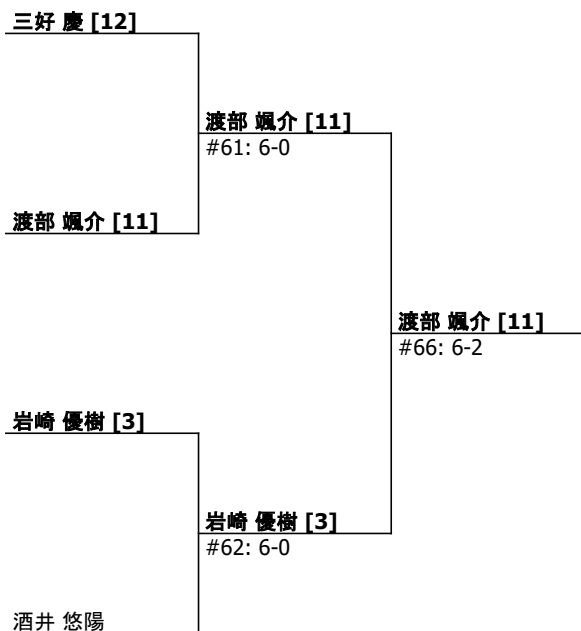 三好 慶 [12]
渡部 颯介 [11]
#61: 6-0
渡部 颯介 [11]
渡部 颯介 [11]
#66: 6-2
岩崎 優樹 [3]
岩崎 優樹 [3]
#62: 6-0
酒井 悠陽